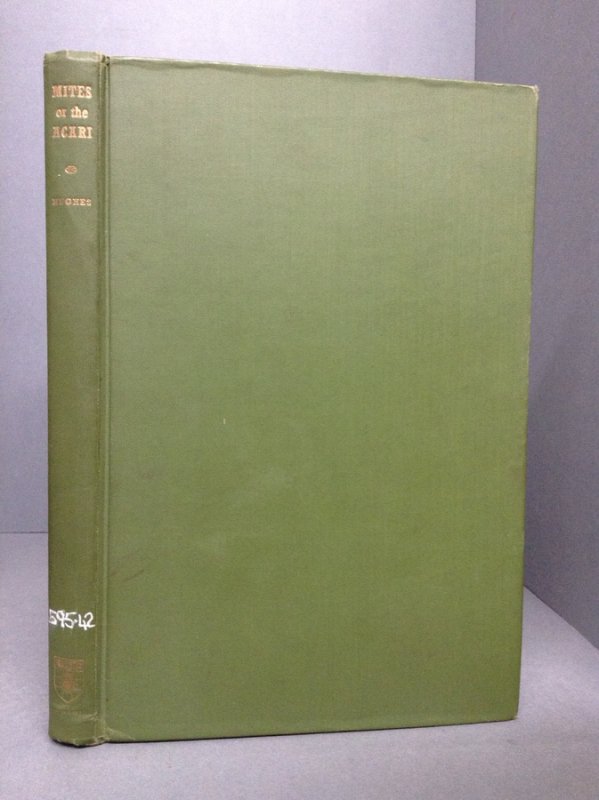 MITES
or the
ACARI
HUGHES
595.42